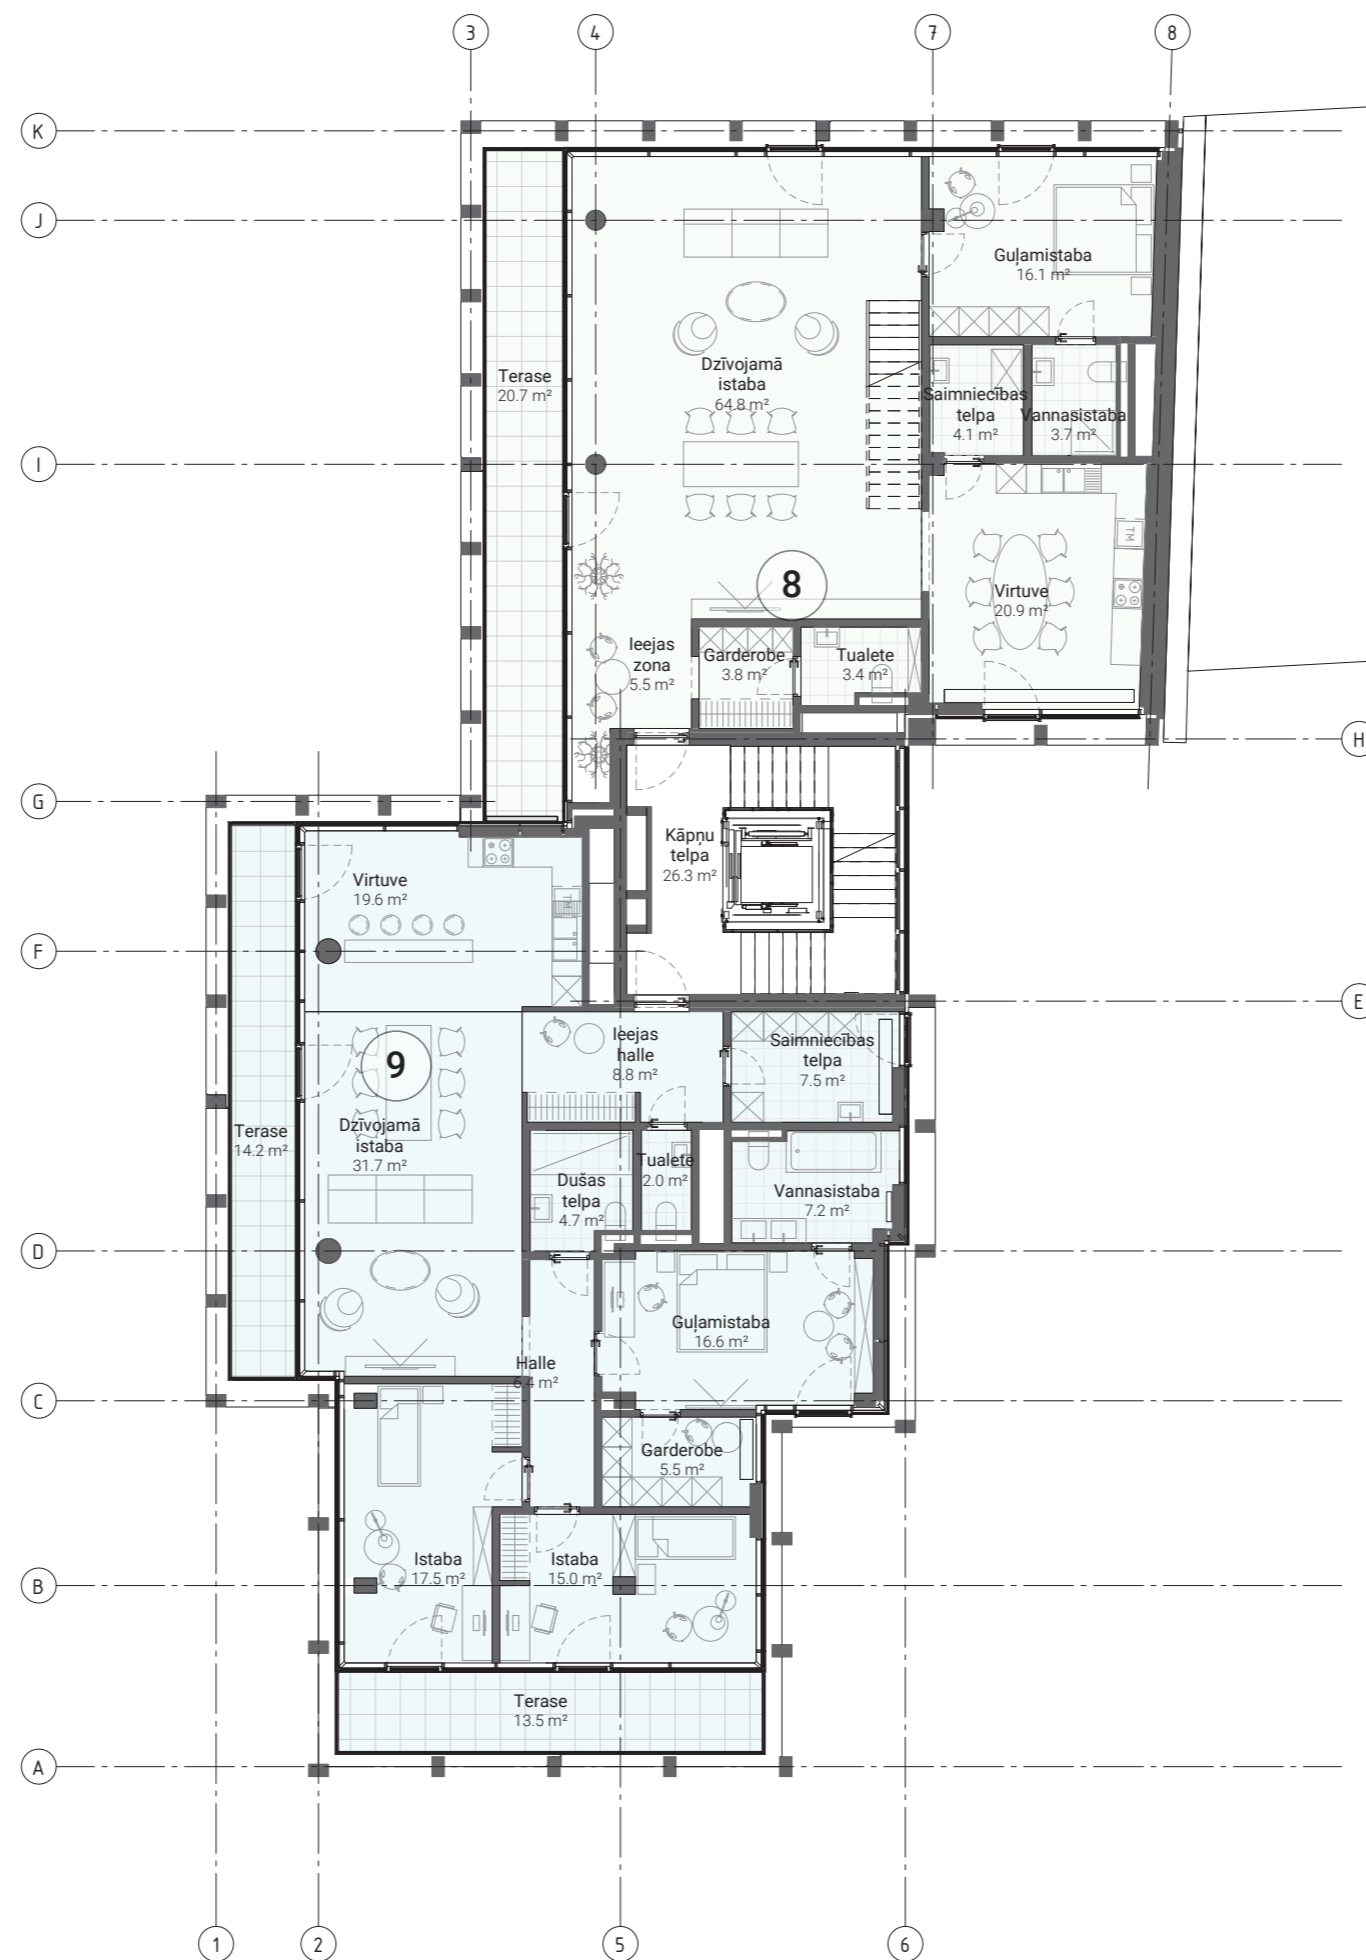 3
4
7
8
K
J
Guļamistaba
16.1 m²
Dzīvojamā
istaba
64.8 m²
Terase
20.7 m²
Saimniecības
telpa
4.1 m²
Vannasistaba
3.7 m²
I
TM
8
Virtuve
20.9 m²
Ieejas
zona
5.5 m²
Garderobe
3.8 m²
Tualete
3.4 m²
H
G
Kāpņu
telpa
26.3 m²
Virtuve
19.6 m²
TM
F
E
Ieejas
halle
8.8 m²
Saimniecības
telpa
7.5 m²
9
Terase
14.2 m²
Dzīvojamā
istaba
31.7 m²
Dušas
telpa
4.7 m²
Tualete
2.0 m²
Vannasistaba
7.2 m²
D
Guļamistaba
16.6 m²
Halle
6.4 m²
C
Garderobe
5.5 m²
Istaba
17.5 m²
Istaba
15.0 m²
B
Terase
13.5 m²
A
1
2
5
6